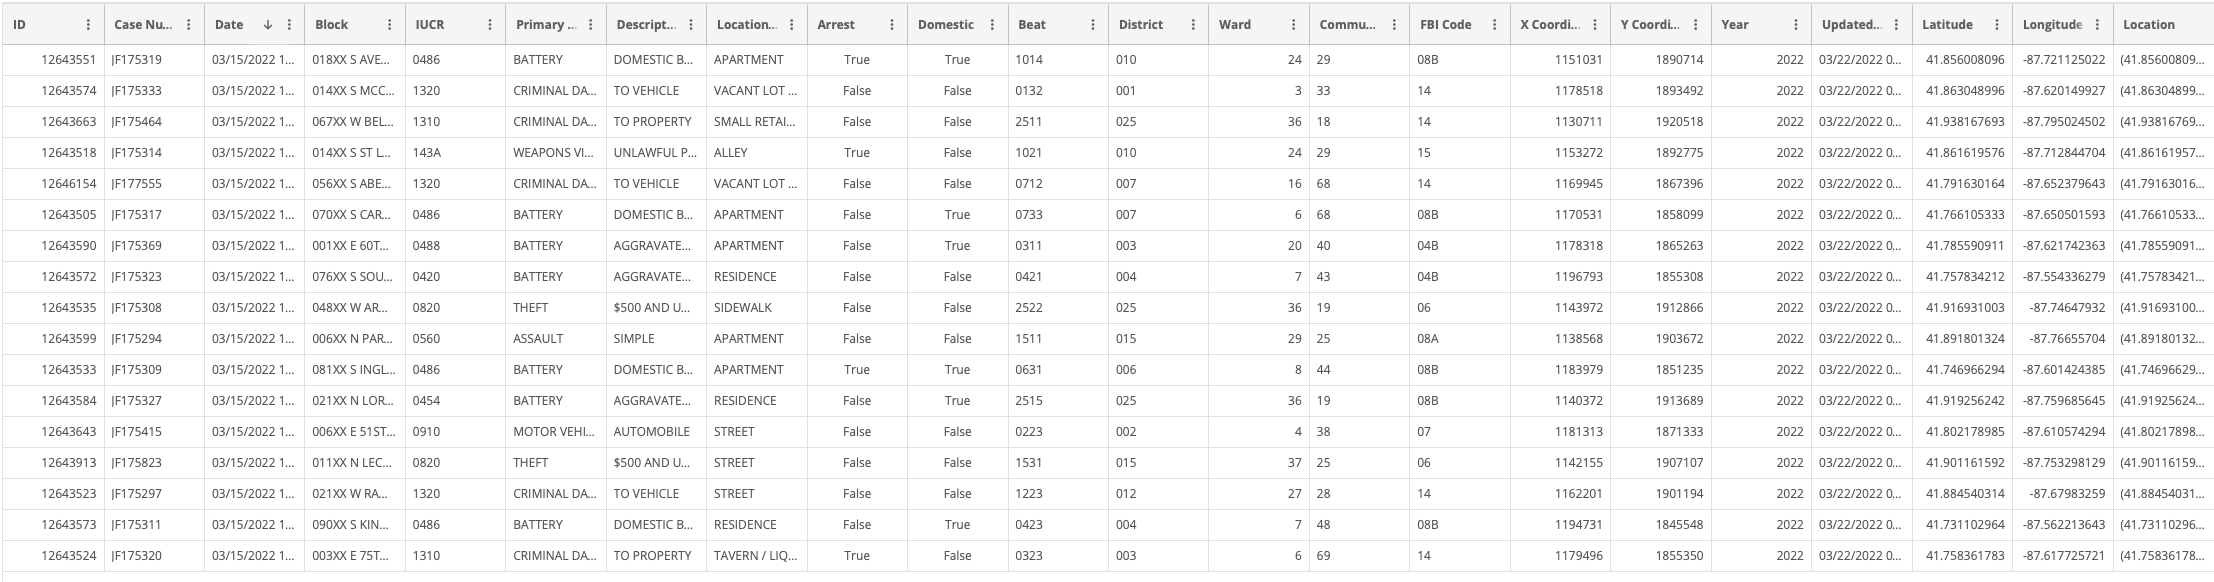 ID Case Nu... Date Block IUCR Primary ... Descript... Location... Arrest Domestic Beat District Ward Commu... FBI Code X Coordi... Y Coordi... Year Updated... Latitude Longitude Location
12643551 JF175319 03/15/2022 1... 018XX S AVE... 0486 BATTERY DOMESTIC B... APARTMENT True True 1014 010 24 29 08B 1151031 1890714 2022 03/22/2022 0... 41.856008096 -87.721125022 (41.85600809...
12643574 JF175333 03/15/2022 1... 014XX S MCC... 1320 CRIMINAL DA... TO VEHICLE VACANT LOT ... False False 0132 001 3 33 14 1178518 1893492 2022 03/22/2022 0... 41.863048996 -87.620149927 (41.86304899...
12643663 JF175464 03/15/2022 1... 067XX W BEL... 1310 CRIMINAL DA... TO PROPERTY SMALL RETAI... False False 2511 025 36 18 14 1130711 1920518 2022 03/22/2022 0... 41.938167693 -87.795024502 (41.93816769...
12643518 JF175314 03/15/2022 1... 014XX S ST L... 143A WEAPONS VI... UNLAWFUL P... ALLEY True False 1021 010 24 29 15 1153272 1892775 2022 03/22/2022 0... 41.861619576 -87.712844704 (41.86161957...
12646154 JF177555 03/15/2022 1... 056XX S ABE... 1320 CRIMINAL DA... TO VEHICLE VACANT LOT ... False False 0712 007 16 68 14 1169945 1867396 2022 03/22/2022 0... 41.791630164 -87.652379643 (41.79163016...
12643505 JF175317 03/15/2022 1... 070XX S CAR... 0486 BATTERY DOMESTIC B... APARTMENT False True 0733 007 6 68 08B 1170531 1858099 2022 03/22/2022 0... 41.766105333 -87.650501593 (41.76610533...
12643590 JF175369 03/15/2022 1... 001XX E 60T... 0488 BATTERY AGGRAVATE... APARTMENT False True 0311 003 20 40 04B 1178318 1865263 2022 03/22/2022 0... 41.785590911 -87.621742363 (41.78559091...
12643572 JF175323 03/15/2022 1... 076XX S SOU... 0420 BATTERY AGGRAVATE... RESIDENCE False False 0421 004 7 43 04B 1196793 1855308 2022 03/22/2022 0... 41.757834212 -87.554336279 (41.75783421...
12643535 JF175308 03/15/2022 1... 048XX W AR... 0820 THEFT $500 AND U... SIDEWALK False False 2522 025 36 19 06 1143972 1912866 2022 03/22/2022 0... 41.916931003 -87.74647932 (41.91693100...
12643599 JF175294 03/15/2022 1... 006XX N PAR... 0560 ASSAULT SIMPLE APARTMENT False False 1511 015 29 25 08A 1138568 1903672 2022 03/22/2022 0... 41.891801324 -87.76655704 (41.89180132...
12643533 JF175309 03/15/2022 1... 081XX S INGL... 0486 BATTERY DOMESTIC B... APARTMENT True True 0631 006 8 44 08B 1183979 1851235 2022 03/22/2022 0... 41.746966294 -87.601424385 (41.74696629...
12643584 JF175327 03/15/2022 1... 021XX N LOR... 0454 BATTERY AGGRAVATE... RESIDENCE False True 2515 025 36 19 08B 1140372 1913689 2022 03/22/2022 0... 41.919256242 -87.759685645 (41.91925624...
12643643 JF175415 03/15/2022 1... 006XX E 51ST... 0910 MOTOR VEHI... AUTOMOBILE STREET False False 0223 002 4 38 07 1181313 1871333 2022 03/22/2022 0... 41.802178985 -87.610574294 (41.80217898...
12643913 JF175823 03/15/2022 1... 011XX N LEC... 0820 THEFT $500 AND U... STREET False False 1531 015 37 25 06 1142155 1907107 2022 03/22/2022 0... 41.901161592 -87.753298129 (41.90116159...
12643523 JF175297 03/15/2022 1... 021XX W RA... 1320 CRIMINAL DA... TO VEHICLE STREET False False 1223 012 27 28 14 1162201 1901194 2022 03/22/2022 0... 41.884540314 -87.67983259 (41.88454031...
12643573 JF175311 03/15/2022 1... 090XX S KIN... 0486 BATTERY DOMESTIC B... RESIDENCE False True 0423 004 7 48 08B 1194731 1845548 2022 03/22/2022 0... 41.731102964 -87.562213643 (41.73110296...
12643524 JF175320 03/15/2022 1... 003XX E 75T... 1310 CRIMINAL DA... TO PROPERTY TAVERN / LIQ... True False 0323 003 6 69 14 1179496 1855350 2022 03/22/2022 0... 41.758361783 -87.617725721 (41.75836178...